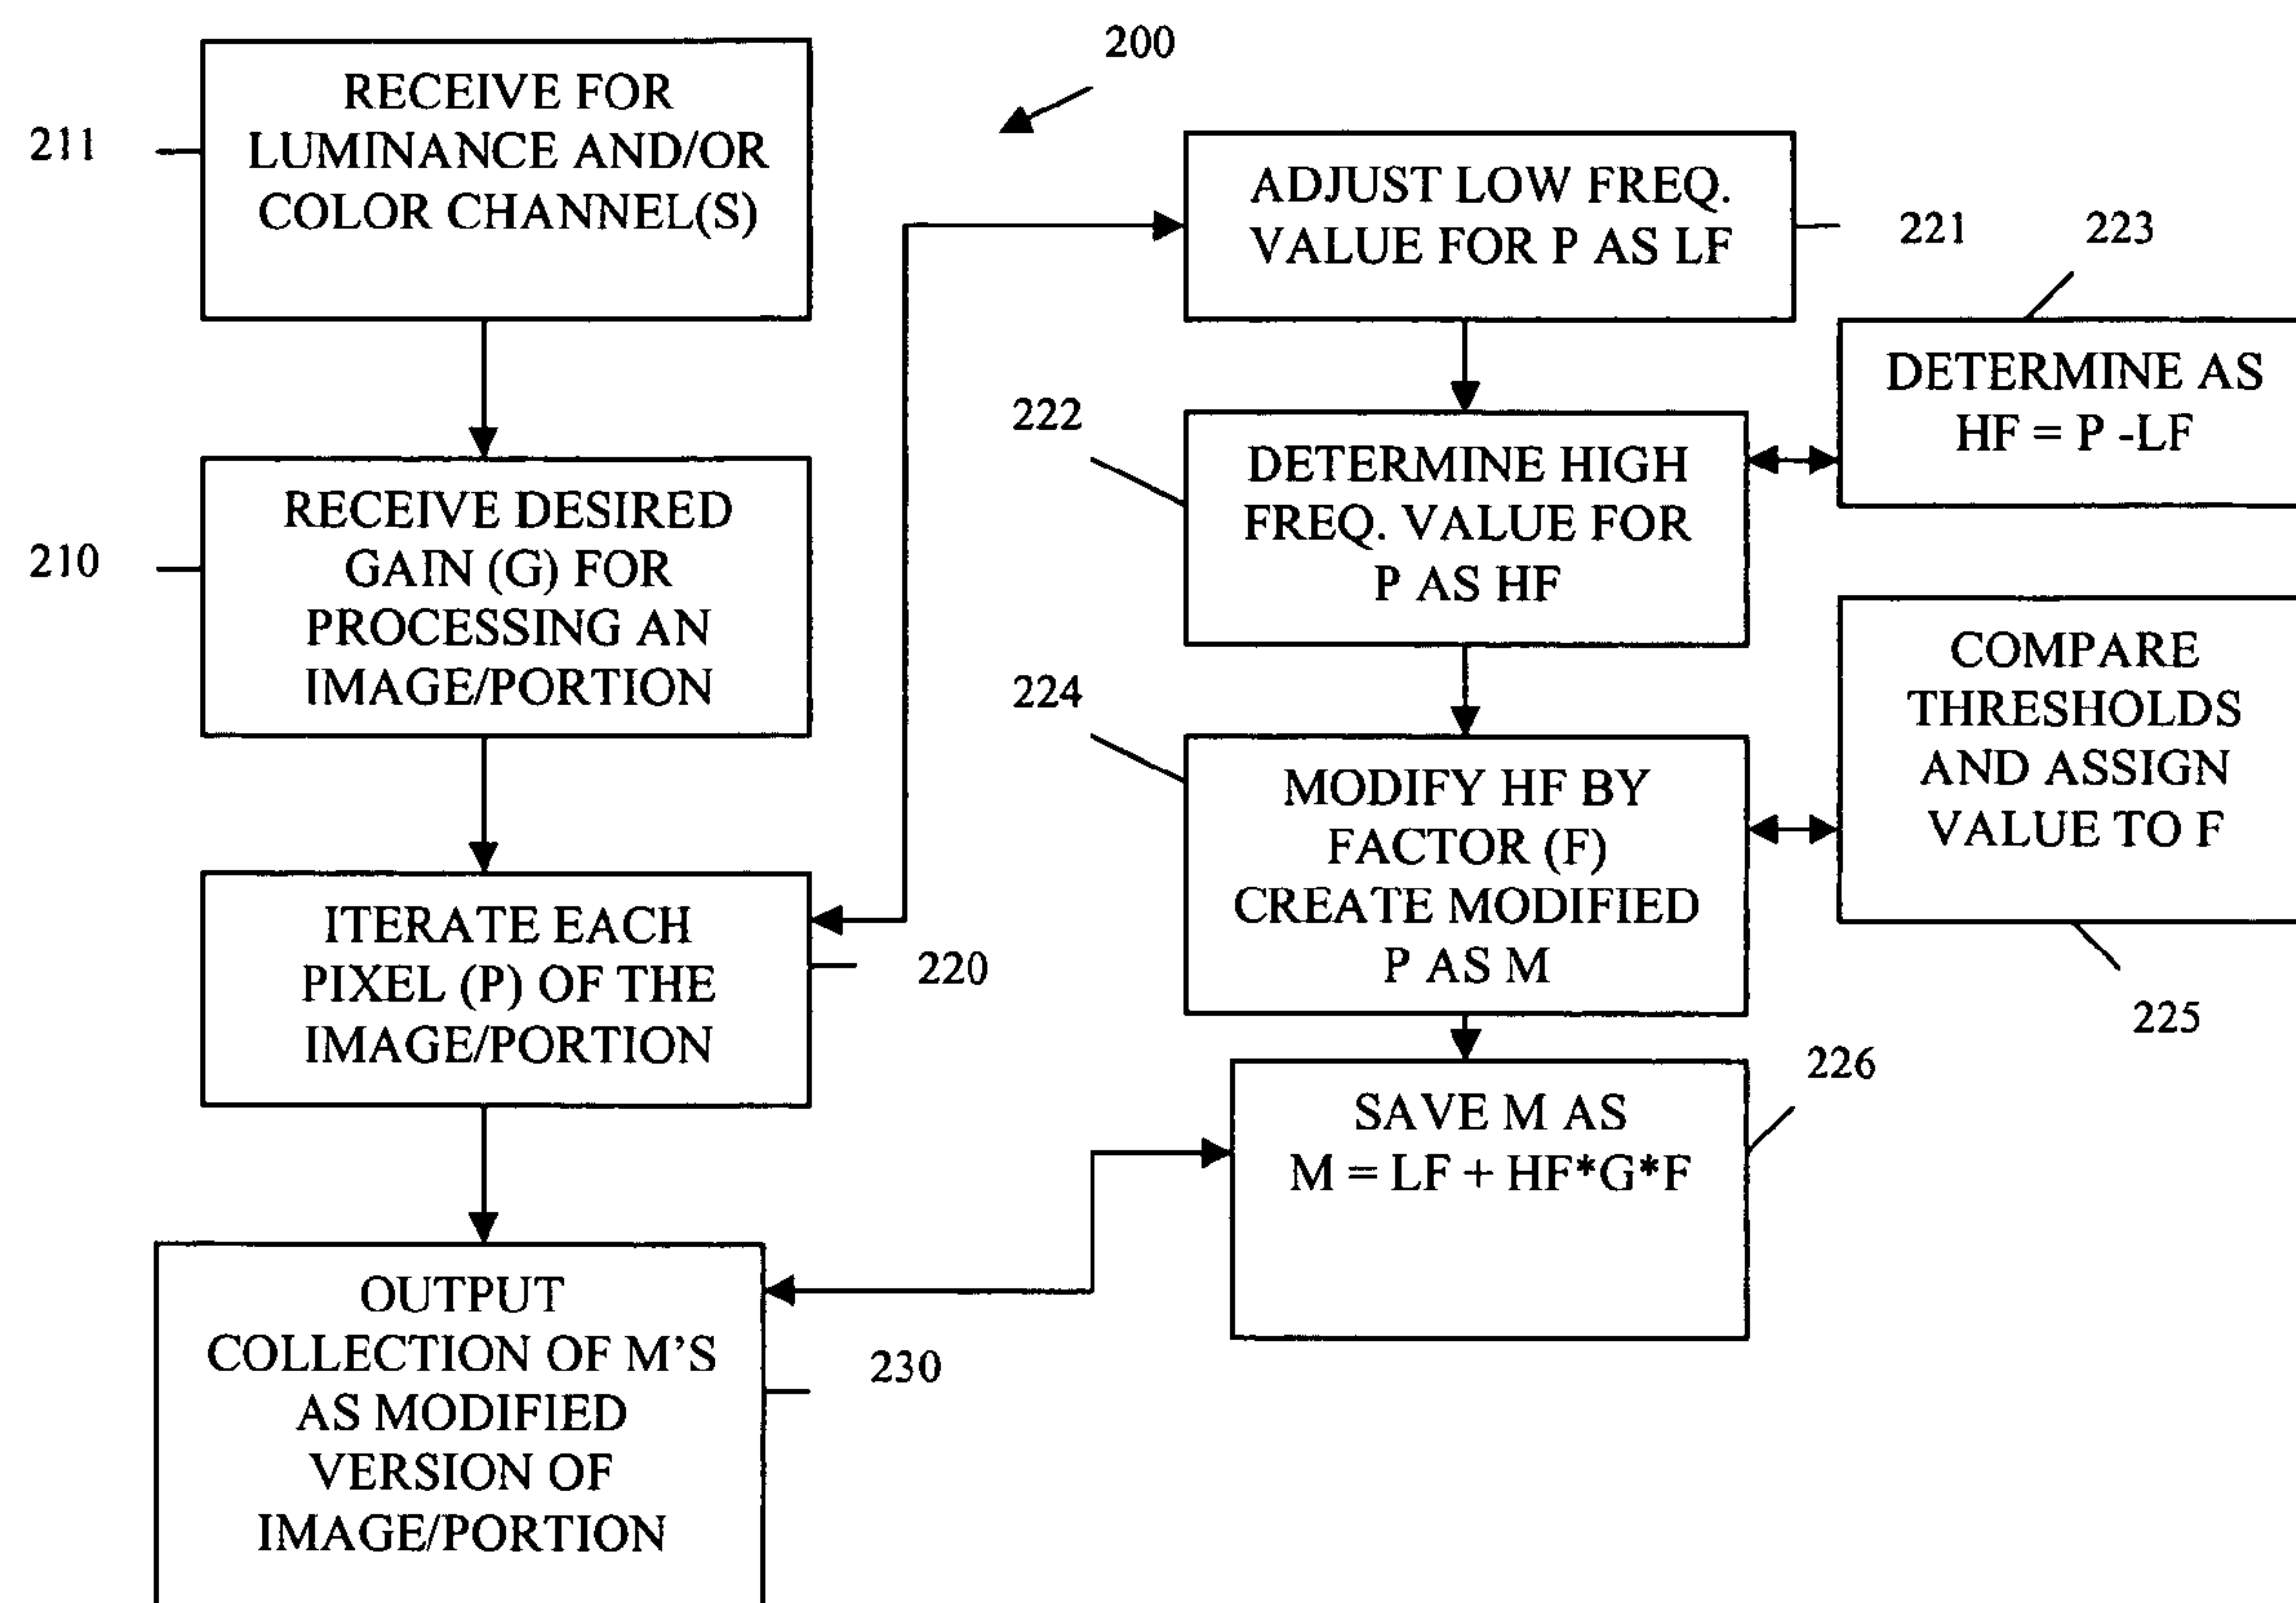 200
211
RECEIVE FOR
LUMINANCE AND/OR
COLOR CHANNEL(S)
210
RECEIVE DESIRED
GAIN (G) FOR
PROCESSING AN
IMAGE/PORTION
ITERATE EACH
PIXEL (P) OF THE
IMAGE/PORTION
220
OUTPUT
COLLECTION OF M'S
AS MODIFIED
VERSION OF
IMAGE/PORTION
230
ADJUST LOW FREQ.
VALUE FOR P AS LF
221
222
DETERMINE HIGH
FREQ. VALUE FOR
P AS HF
223
DETERMINE AS
HF = P -LF
224
MODIFY HF BY
FACTOR (F)
CREATE MODIFIED
P AS M
COMPARE
THRESHOLDS
AND ASSIGN
VALUE TO F
225
SAVE M AS
M = LF + HF*G*F
226